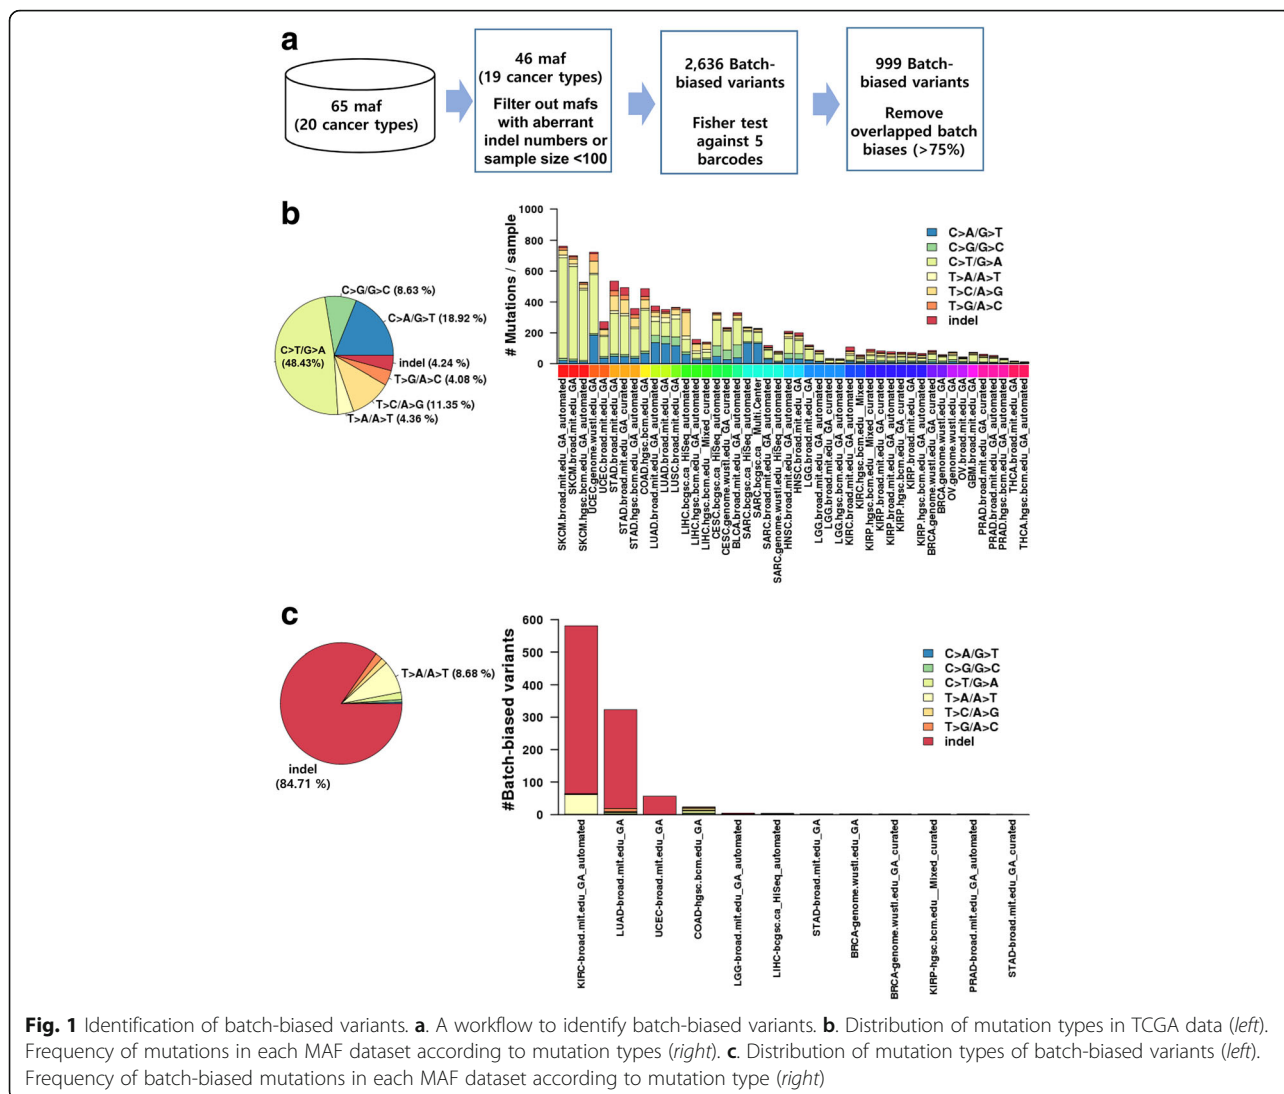 a
65 maf
(20 cancer types)
46 maf
(19 cancer types)
Filter out mafs
with aberrant
indel numbers or
sample size <100
2,636 Batch-
biased variants
Fisher test
against 5
barcodes
999 Batch-
biased variants
Remove
overlapped batch
biases (>75%)
b
C>G/G>C (8.63 %)
C>A/G>T (18.92 %)
C>T/G>A
(48.43%)
indel (4.24 %)
T>G/A>C (4.08 %)
T>C/A>G (11.35 %)
T>A/A>T (4.36 %)
# Mutations / sample
1000
800
600
400
200
0
C>A/G>T
C>G/G>C
C>T/G>A
T>A/A>T
T>C/A>G
T>G/A>C
indel
SKCM.broad.mit.edu_GA_automated
SKCM.broad.mit.edu_GA
SKCM.hgsc.bcm.edu_GA_automated
UCEC.genome.wustl.edu_GA
UCEC.broad.mit.edu_GA
STAD.broad.mit.edu_GA
STAD.broad.mit.edu_GA_curated
STAD.hgsc.bcm.edu_GA_automated
COAD.hgsc.bcm.edu_GA
LUAD.broad.mit.edu_GA_automated
LUAD.broad.mit.edu_GA
LUSC.broad.mit.edu_GA
LIHC.bcgsc.ca_HiSeq_automated
LIHC.hgsc.bcm.edu_GA_automated
LIHC.hgsc.bcm.edu__Mixed_curated
CESC.bcgsc.ca_HiSeq_automated
CESC.genome.wustl.edu_GA_curated
BLCA.broad.mit.edu_GA_automated
SARC.bcgsc.ca_HiSeq_automated
SARC.bcgsc.ca__Multi.Center
SARC.broad.mit.edu_GA_automated
SARC.genome.wustl.edu_HiSeq_automated
HNSC.broad.mit.edu_GA_automated
HNSC.broad.mit.edu_GA
LGG.broad.mit.edu_GA
LGG.broad.mit.edu_GA_automated
LGG.broad.mit.edu_GA_curated
LGG.hgsc.bcm.edu_GA_automated
KIRC.broad.mit.edu_GA_automated
KIRC.hgsc.bcm.edu__Mixed
KIRP.hgsc.bcm.edu__Mixed_curated
KIRP.broad.mit.edu_GA_automated
KIRP.broad.mit.edu_GA_curated
KIRP.hgsc.bcm.edu_GA_curated
KIRP.broad.mit.edu_GA
KIRP.hgsc.bcm.edu_GA_automated
BRCA.genome.wustl.edu_GA_curated
BRCA.genome.wustl.edu_GA
OV.genome.wustl.edu_GA
OV.broad.mit.edu_GA
GBM.broad.mit.edu_GA
PRAD.broad.mit.edu_GA_curated
PRAD.broad.mit.edu_GA_automated
PRAD.hgsc.bcm.edu_GA_automated
THCA.broad.mit.edu_GA
THCA.hgsc.bcm.edu_GA_automated
c
T>A/A>T (8.68 %)
indel
(84.71 %)
#Batch-biased variants
600
500
400
300
200
100
0
C>A/G>T
C>G/G>C
C>T/G>A
T>A/A>T
T>C/A>G
T>G/A>C
indel
KIRC-broad.mit.edu_GA_automated
LUAD-broad.mit.edu_GA
UCEC-broad.mit.edu_GA
COAD-hgsc.bcm.edu_GA
LGG-broad.mit.edu_GA_automated
LIHC-bcgsc.ca_HiSeq_automated
STAD-broad.mit.edu_GA
BRCA-genome.wustl.edu_GA
BRCA-genome.wustl.edu_GA_curated
KIRP-hgsc.bcm.edu__Mixed_curated
PRAD-broad.mit.edu_GA_automated
STAD-broad.mit.edu_GA_curated
Fig. 1 Identification of batch-biased variants. a. A workflow to identify batch-biased variants. b. Distribution of mutation types in TCGA data (left).
Frequency of mutations in each MAF dataset according to mutation types (right). c. Distribution of mutation types of batch-biased variants (left).
Frequency of batch-biased mutations in each MAF dataset according to mutation type (right)